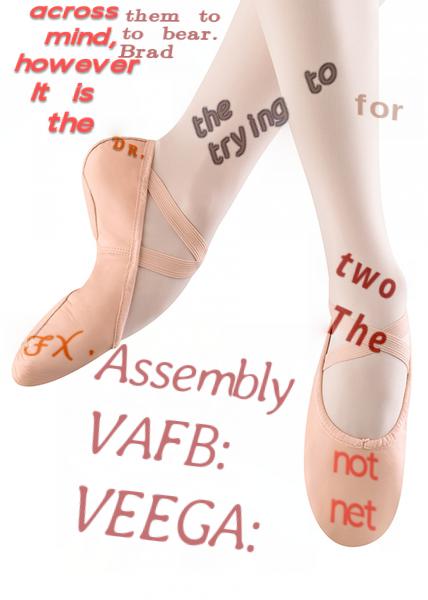 across
mind,
however
It is
the
them to
to bear.
Brad
the to
trying
for
DR.
two
The
FX.
Assembly
VAFB:
VEEGA:
not
net